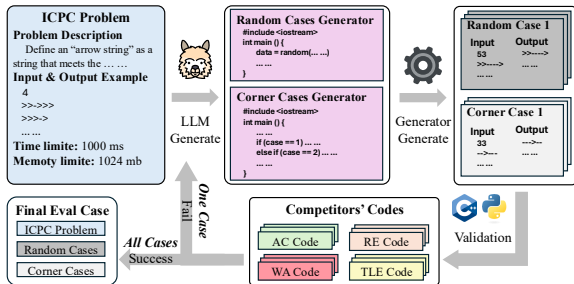 ICPC Problem
Problem Description
Define an “arrow string” as a
string that meets the ... ...
Input & Output Example
4
>>->>>
>>>->
... ...
Time limite: 1000 ms
Memoty limite: 1024 mb
LLM
Generate
Random Cases Generator
#include <iostream>
int main () {
data = random(... ...)
... ...
}
Corner Cases Generator
#include <iostream>
int main () {
... ...
if (case == 1) ... ...
else if (case == 2) ... ...
... ...
}
Generator
Generate
Random Case 1
Input
Output
53
>>---->
>>---->
... ...
... ...
Corner Case 1
Input
Output
33
--->--
-->---
... ...
... ...
Validation
Competitors’ Codes
AC Code
RE Code
WA Code
TLE Code
One Case
Fail
All Cases
Success
Final Eval Case
ICPC Problem
Random Cases
Corner Cases